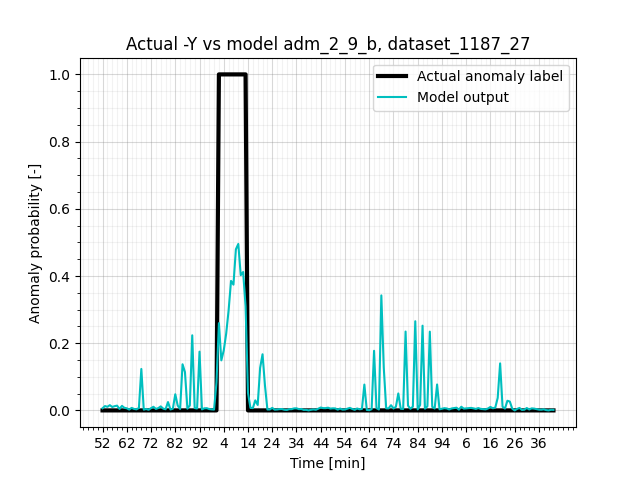 Actual -Y vs model adm_2_9_b, dataset_1187_27
Actual anomaly label
Model output
Anomaly probability [-]
1.0
0.8
0.6
0.4
0.2
0.0
52 62 72 82 92 4 14 24 34 44 54 64 74 84 94 6 16 26 36
Time [min]